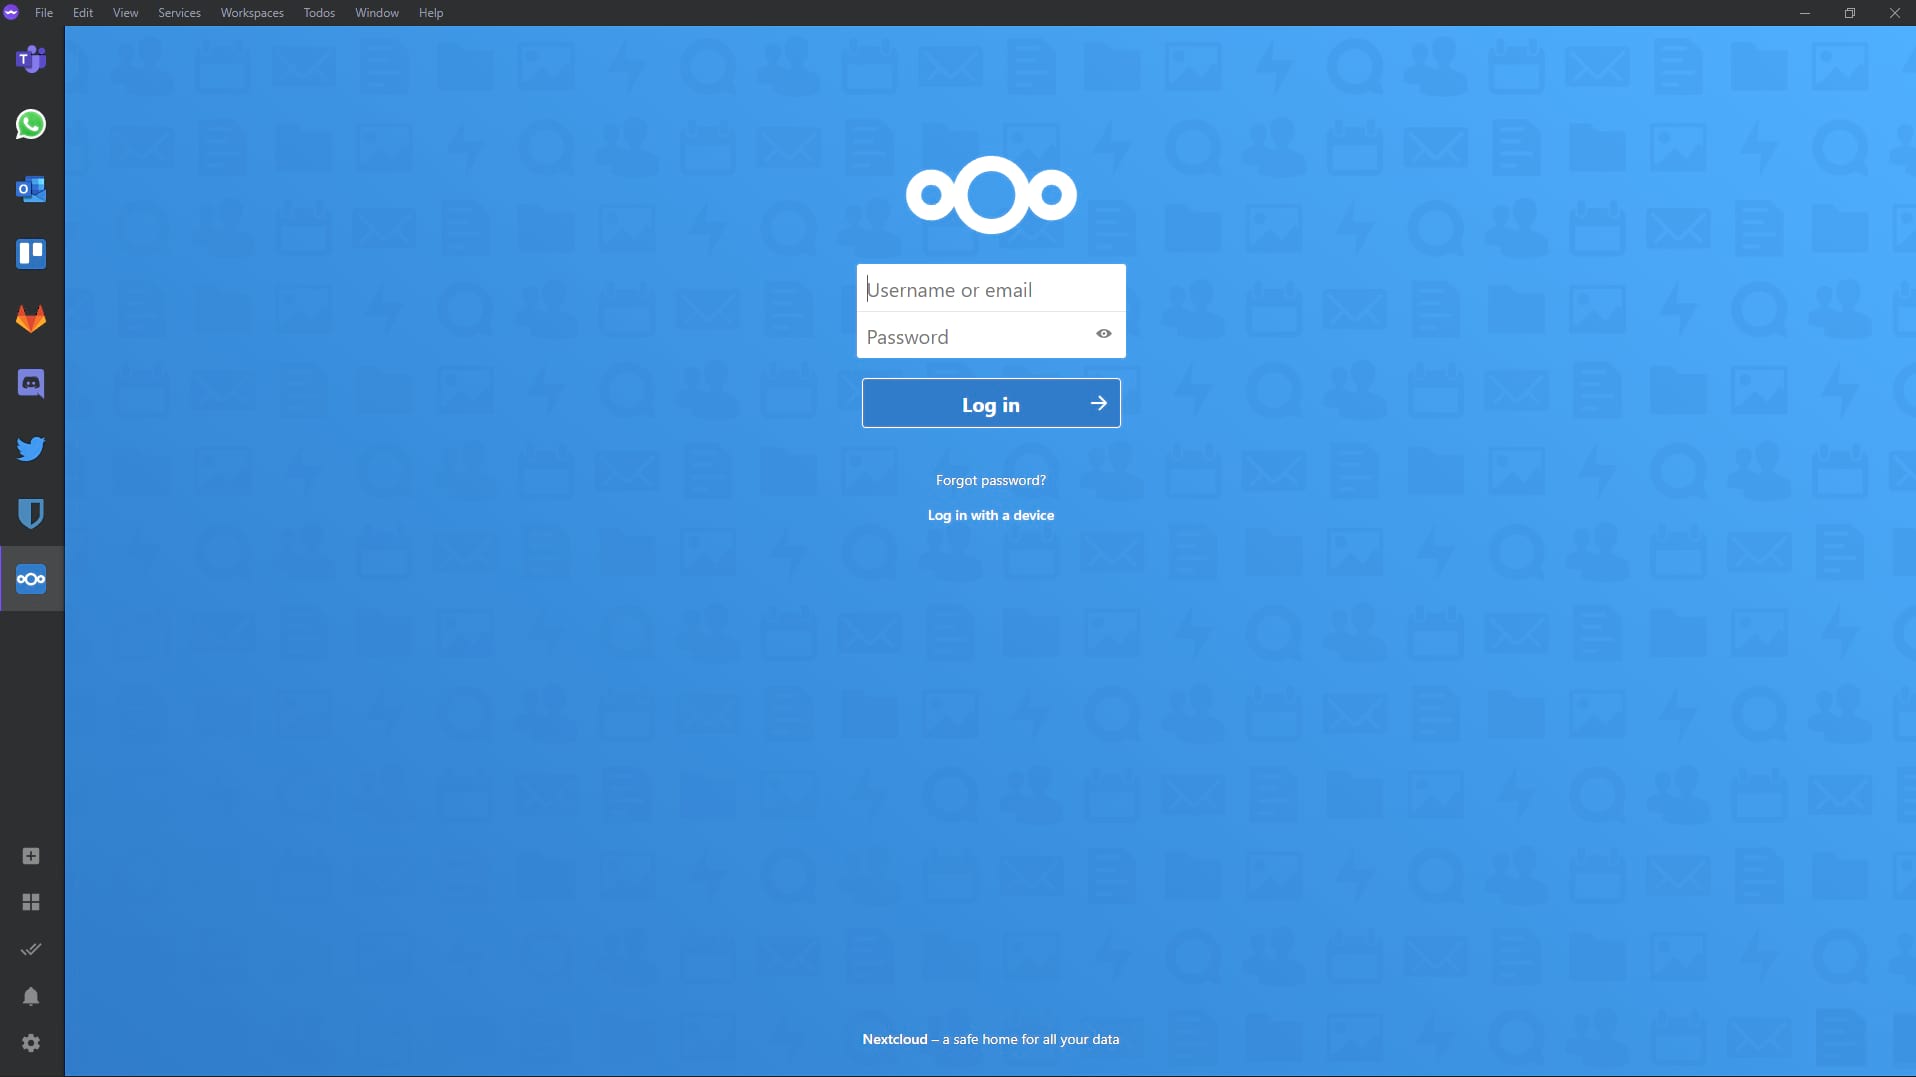 File Edit View Services Workspaces Todos Window Help
Username or email
Password
Log in
Forgot password?
Log in with a device
Nextcloud – a safe home for all your data